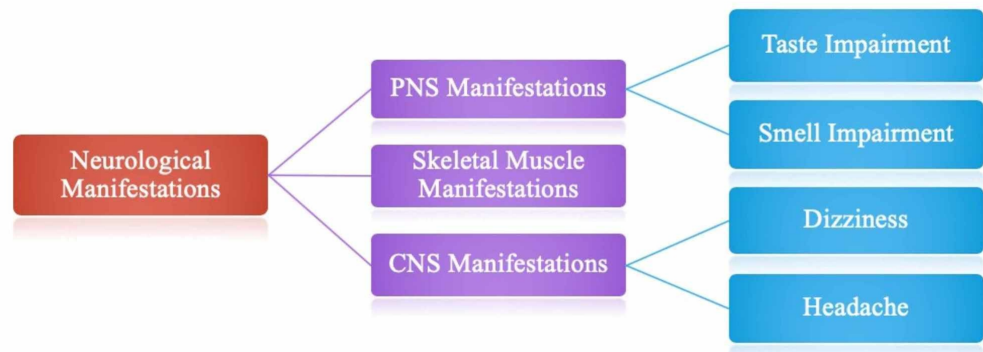 Neurological
Manifestations
PNS Manifestations
Skeletal Muscle
Manifestations
CNS Manifestations
Taste Impairment
Smell Impairment
Dizziness
Headache